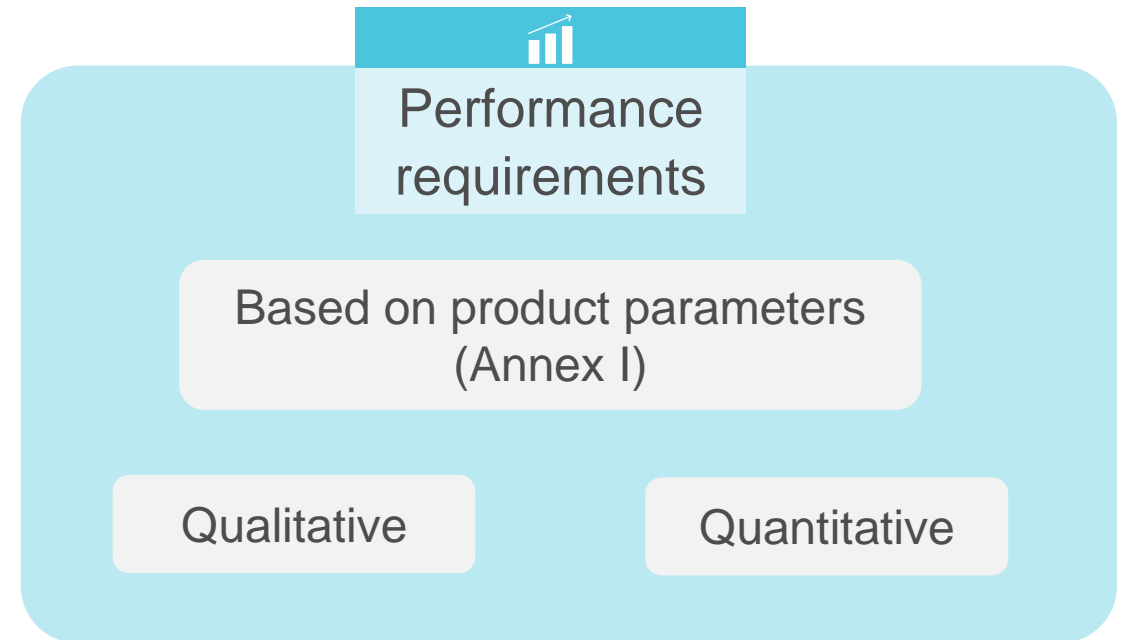 Performance
requirements
Based on product parameters
(Annex I)
Qualitative
Quantitative